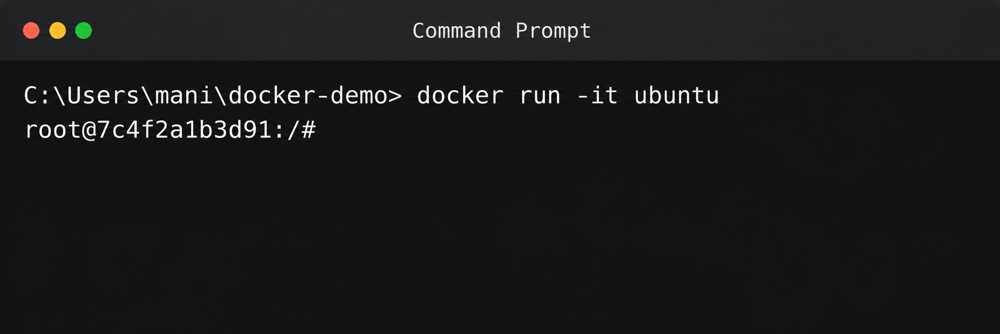 Command Prompt
C:\Users\mani\docker-demo> docker run -it ubuntu
root@7c4f2a1b3d91:/#